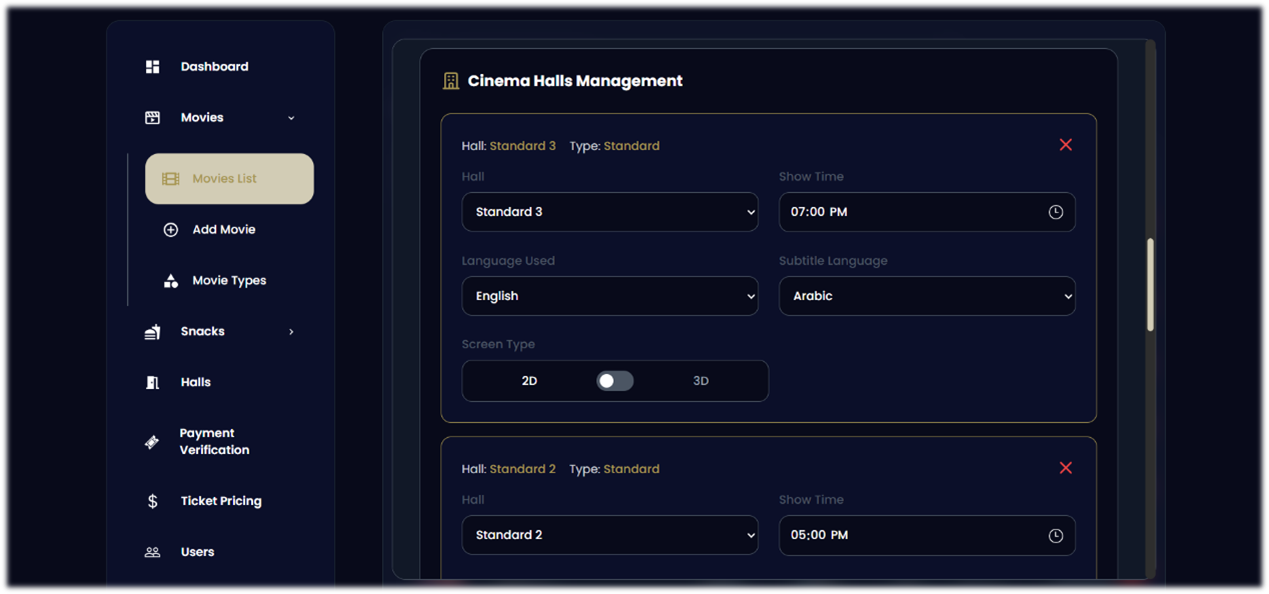 Dashboard
Movies
Movies List
Add Movie
Movie Types
Snacks
Halls
Payment
Verification
Ticket Pricing
Users
Cinema Halls Management
Hall: Standard 3 Type: Standard
Hall Show Time
Standard 3 07:00 PM
Language Used Subtitle Language
English Arabic
Screen Type
2D 3D
Hall: Standard 2 Type: Standard
Hall Show Time
Standard 2 05:00 PM